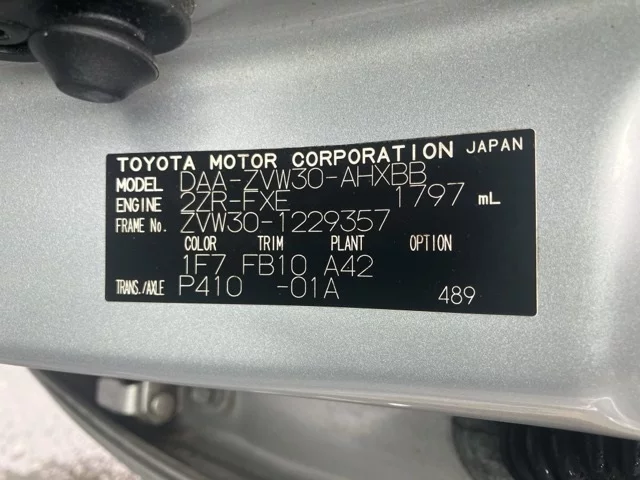 TOYOTA MOTOR CORPORATION JAPAN
MODEL DAA-ZVW30-AHXBB
ENGINE 2ZR-FXE 1797 mL
FRAME No. ZVW30-1229357
COLOR TRIM PLANT OPTION
1F7 FB10 A42
TRANS./AXLE P410 -01A 489